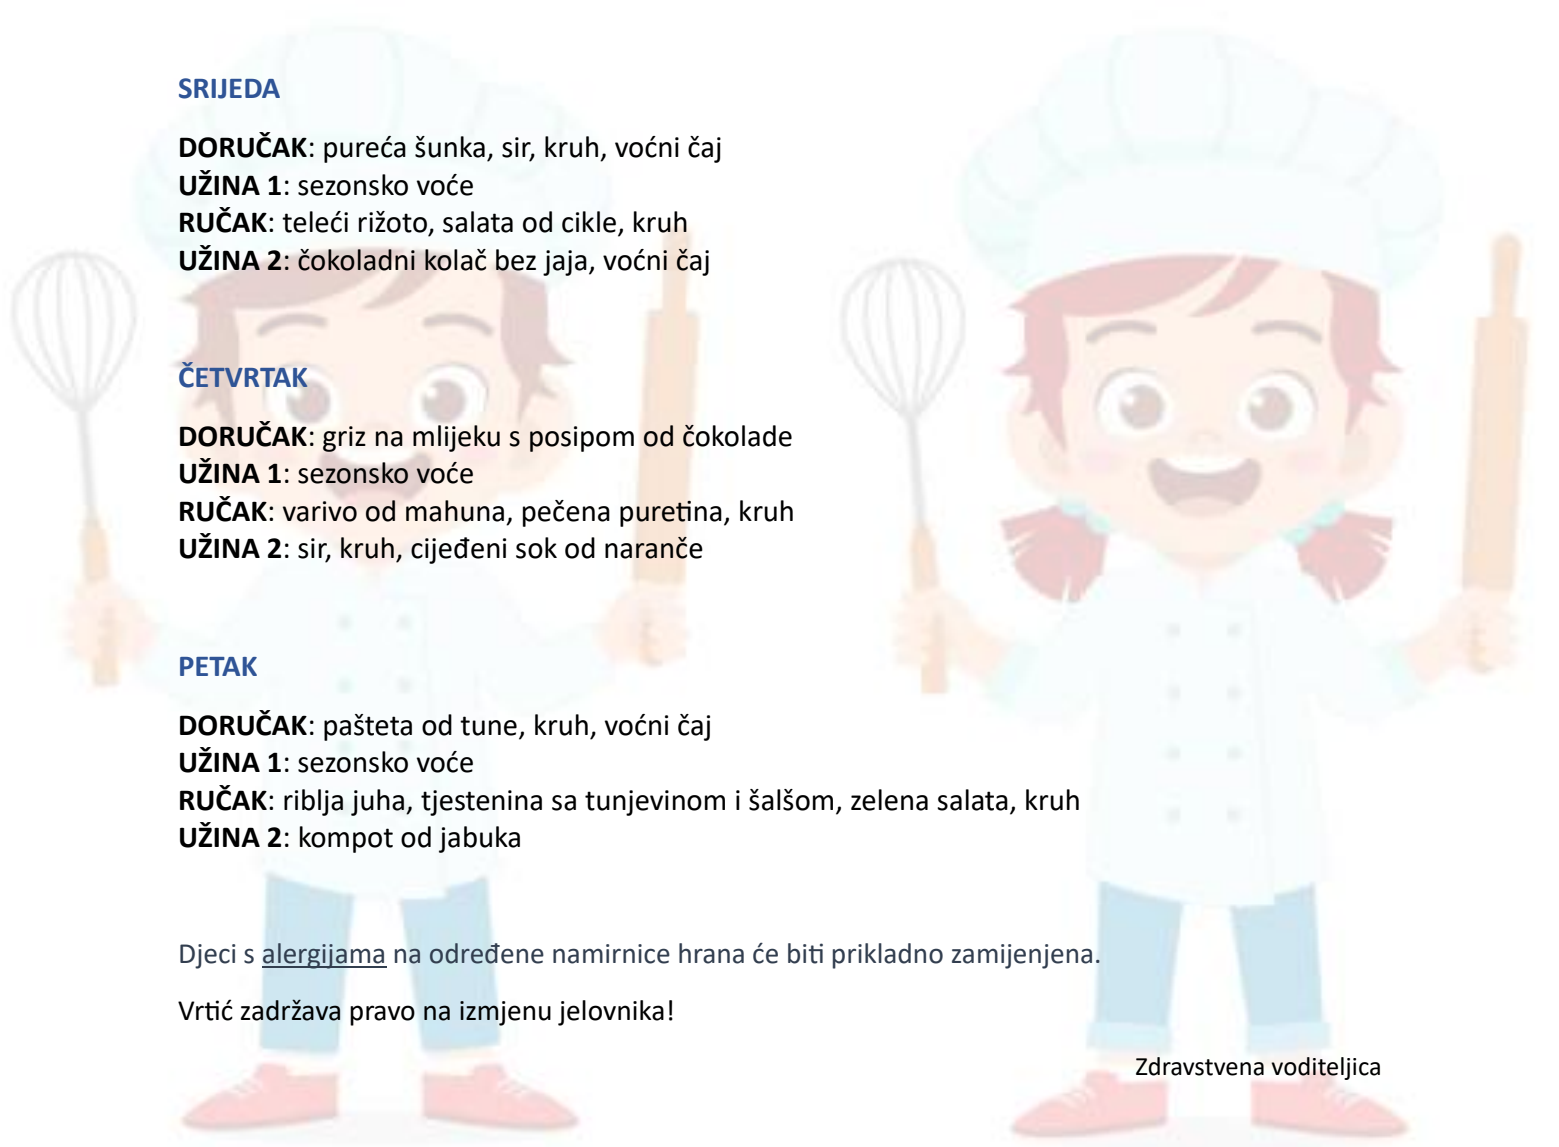 SRIJEDA
DORUČAK: pureća šunka, sir, kruh, voćni čaj
UŽINA 1: sezonsko voće
RUČAK: teleći rižoto, salata od cikle, kruh
UŽINA 2: čokoladni kolač bez jaja, voćni čaj
ČETVRTAK
DORUČAK: griz na mlijeku s posipom od čokolade
UŽINA 1: sezonsko voće
RUČAK: varivo od mahuna, pečena puretina, kruh
UŽINA 2: sir, kruh, cijeđeni sok od naranče
PETAK
DORUČAK: pašteta od tune, kruh, voćni čaj
UŽINA 1: sezonsko voće
RUČAK: riblja juha, tjestenina sa tunjevinom i šalšom, zelena salata, kruh
UŽINA 2: kompot od jabuka
Djeci s alergijama na određene namirnice hrana će biti prikladno zamijenjena.
Vrtić zadržava pravo na izmjenu jelovnika!
Zdravstvena voditeljica